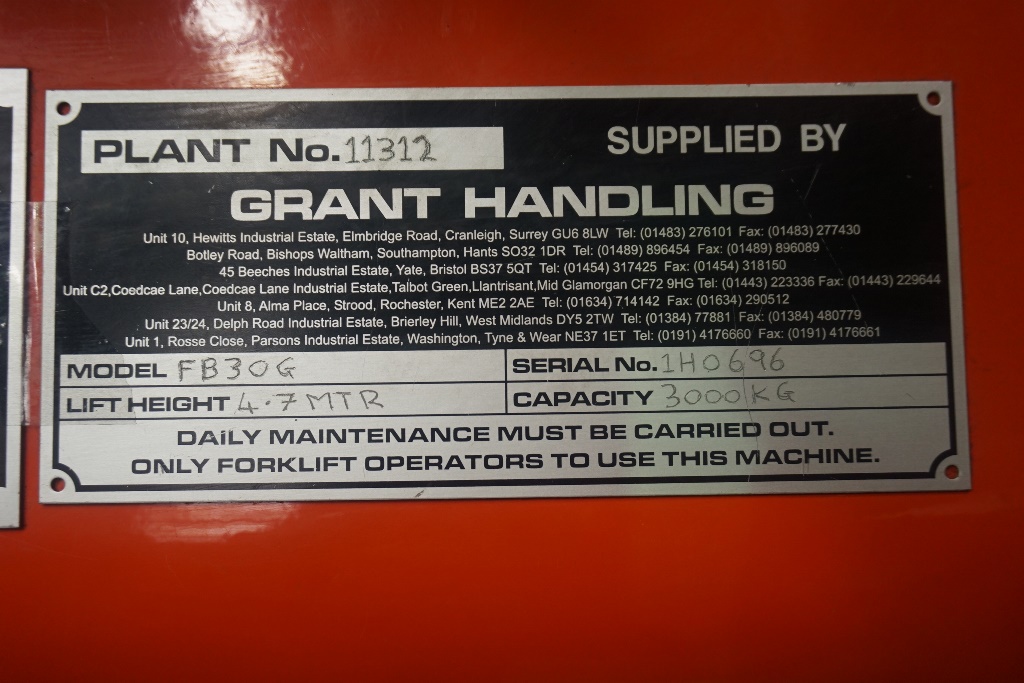 PLANT No. 11312
SUPPLIED BY
GRANT HANDLING
Unit 10, Hewitts Industrial Estate, Elmbridge Road, Cranleigh, Surrey GU6 8LW Tel: (01483) 276101 Fax: (01483) 277430
Botley Road, Bishops Waltham, Southampton, Hants SO32 1DR Tel: (01489) 896454 Fax: (01489) 896089
45 Beeches Industrial Estate, Yate, Bristol BS37 5QT Tel: (01454) 317425 Fax: (01454) 318150
Unit C2,Coedcae Lane,Coedcae Lane Industrial Estate,Talbot Green,Llantrisant,Mid Glamorgan CF72 9HG Tel: (01443) 223336 Fax: (01443) 229644
Unit 8, Alma Place, Strood, Rochester, Kent ME2 2AE Tel: (01634) 714142 Fax: (01634) 290512
Unit 23/24, Delph Road Industrial Estate, Brierley Hill, West Midlands DY5 2TW Tel: (01384) 77881 Fax: (01384) 480779
Unit 1, Rosse Close, Parsons Industrial Estate, Washington, Tyne & Wear NE37 1ET Tel: (0191) 4176660 Fax: (0191) 4176661
MODEL FB30G
SERIAL No. 1H0696
LIFT HEIGHT 4.7 MTR
CAPACITY 3000 KG
DAiLY MAINTENANCE MUST BE CARRIED OUT.
ONLY FORKLIFT OPERATORS TO USE THIS MACHINE.